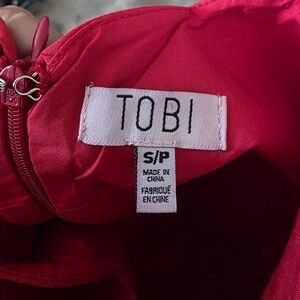 TOBI
S/P
MADE IN
CHINA
FABRIQUÉ
EN CHINE